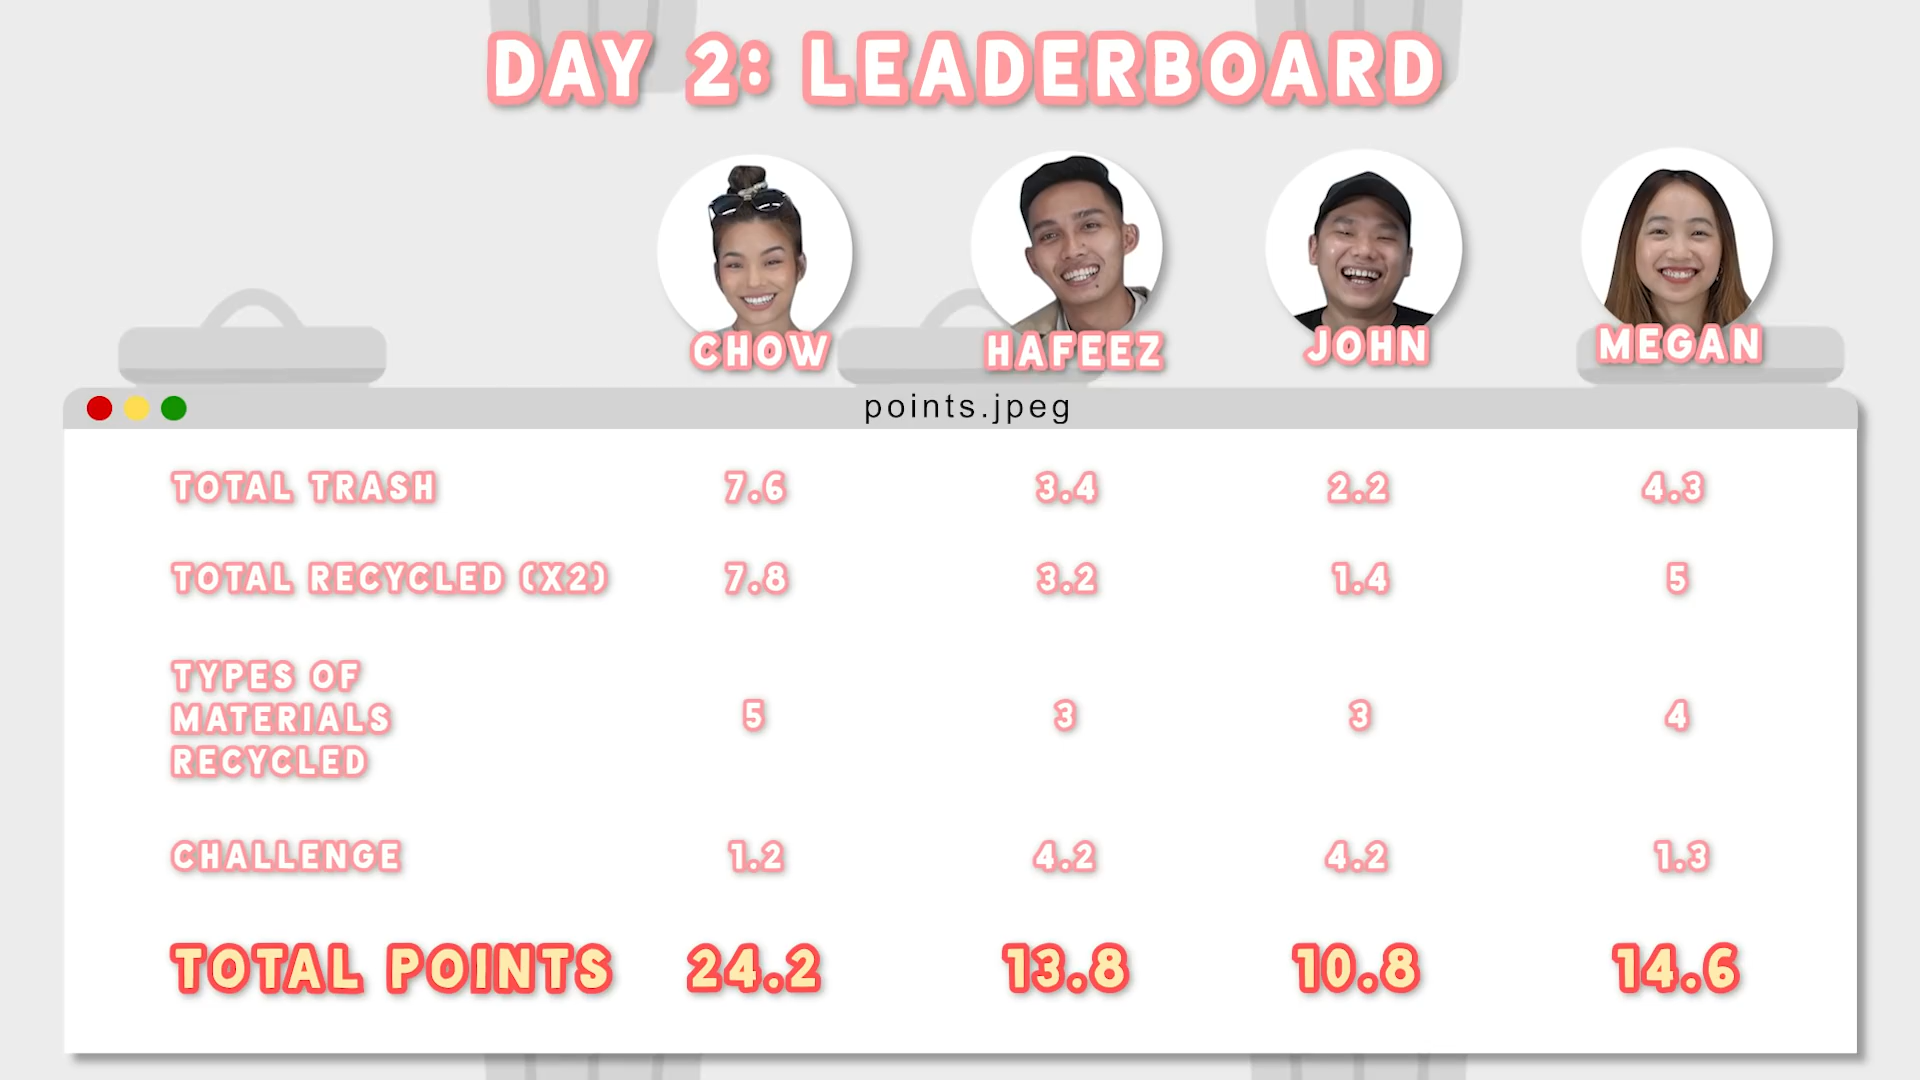 DAY 2: LEADERBOARD
CHOW HAFEEZ JOHN MEGAN
points.jpeg
TOTAL TRASH 7.6 3.4 2.2 4.3
TOTAL RECYCLED (X2) 7.8 3.2 1.4 5
TYPES OF
MATERIALS 5 3 3 4
RECYCLED
CHALLENGE 1.2 4.2 4.2 1.3
TOTAL POINTS 24.2 13.8 10.8 14.6